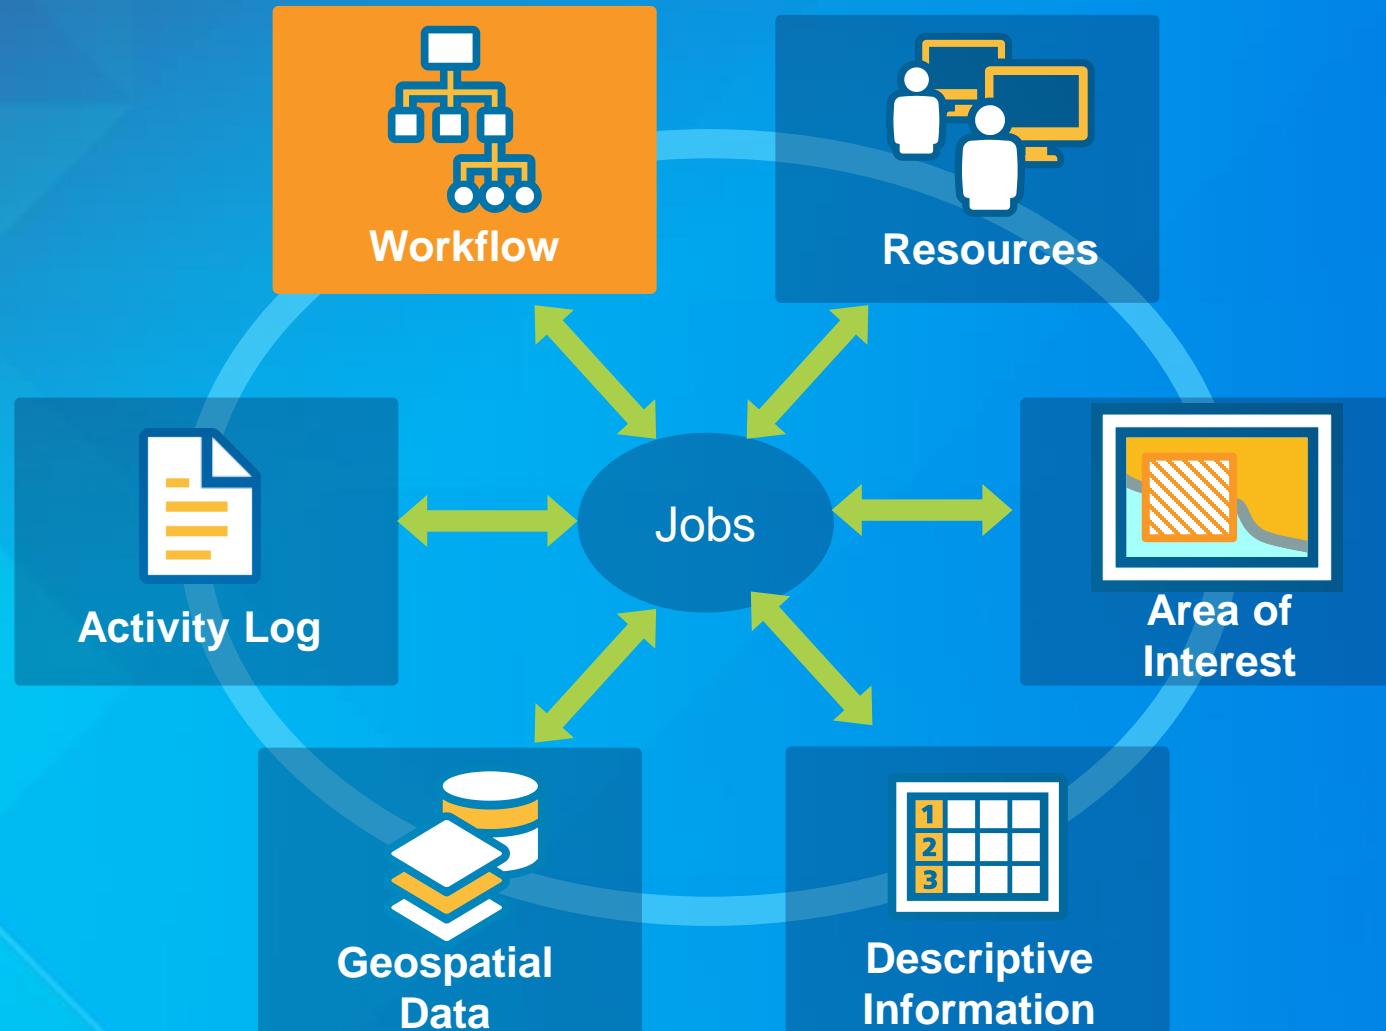 Workflow
Resources
Jobs
Activity Log
Area of
Interest
Geospatial
Data
1
2
3
Descriptive
Information